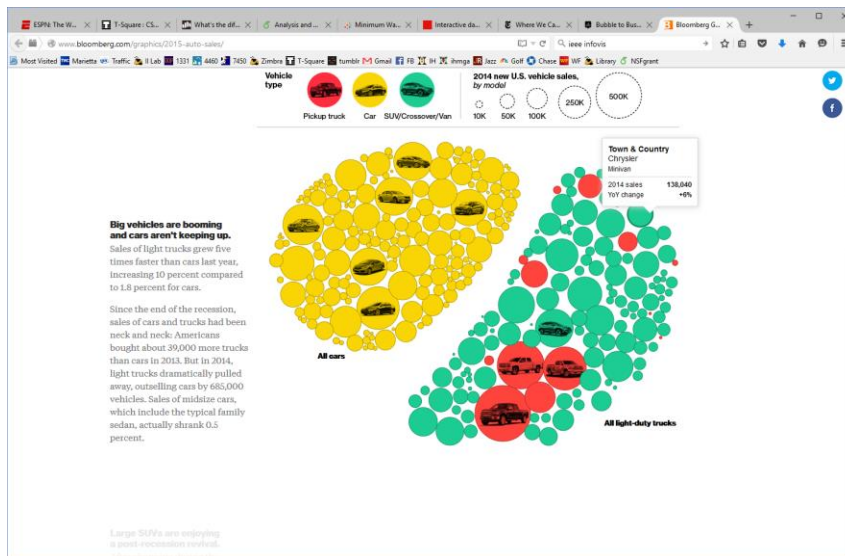 ESPN: The W...
T-Square : CS...
What's the dif...
Analysis and ...
Minimum Wa...
Interactive da...
Where We Ca...
Bubble to Bus...
Bloomberg G...
www.bloomberg.com/graphics/2015-auto-sales/
ieee infovis
Most Visited Marietta Traffic II Lab 1331 4460 7450 Zimbra T-Square tumblr Gmail FB IH ihmga Jazz Golf Chase WF Library NSFgrant
Vehicle
type
Pickup truck
Car
SUV/Crossover/Van
2014 new U.S. vehicle sales,
by model
10K
50K
100K
250K
500K
Town & Country
Chrysler
Minivan
2014 sales 138,040
YoY change +6%
Big vehicles are booming
and cars aren't keeping up.
Sales of light trucks grew five
times faster than cars last year,
increasing 10 percent compared
to 1.8 percent for cars.
Since the end of the recession,
sales of cars and trucks had been
neck and neck: Americans
bought about 39,000 more trucks
than cars in 2013. But in 2014,
light trucks dramatically pulled
away, outselling cars by 685,000
vehicles. Sales of midsize cars,
which include the typical family
sedan, actually shrank 0.5
percent.
All cars
All light-duty trucks
Large SUVs are enjoying
a post-recession revival.